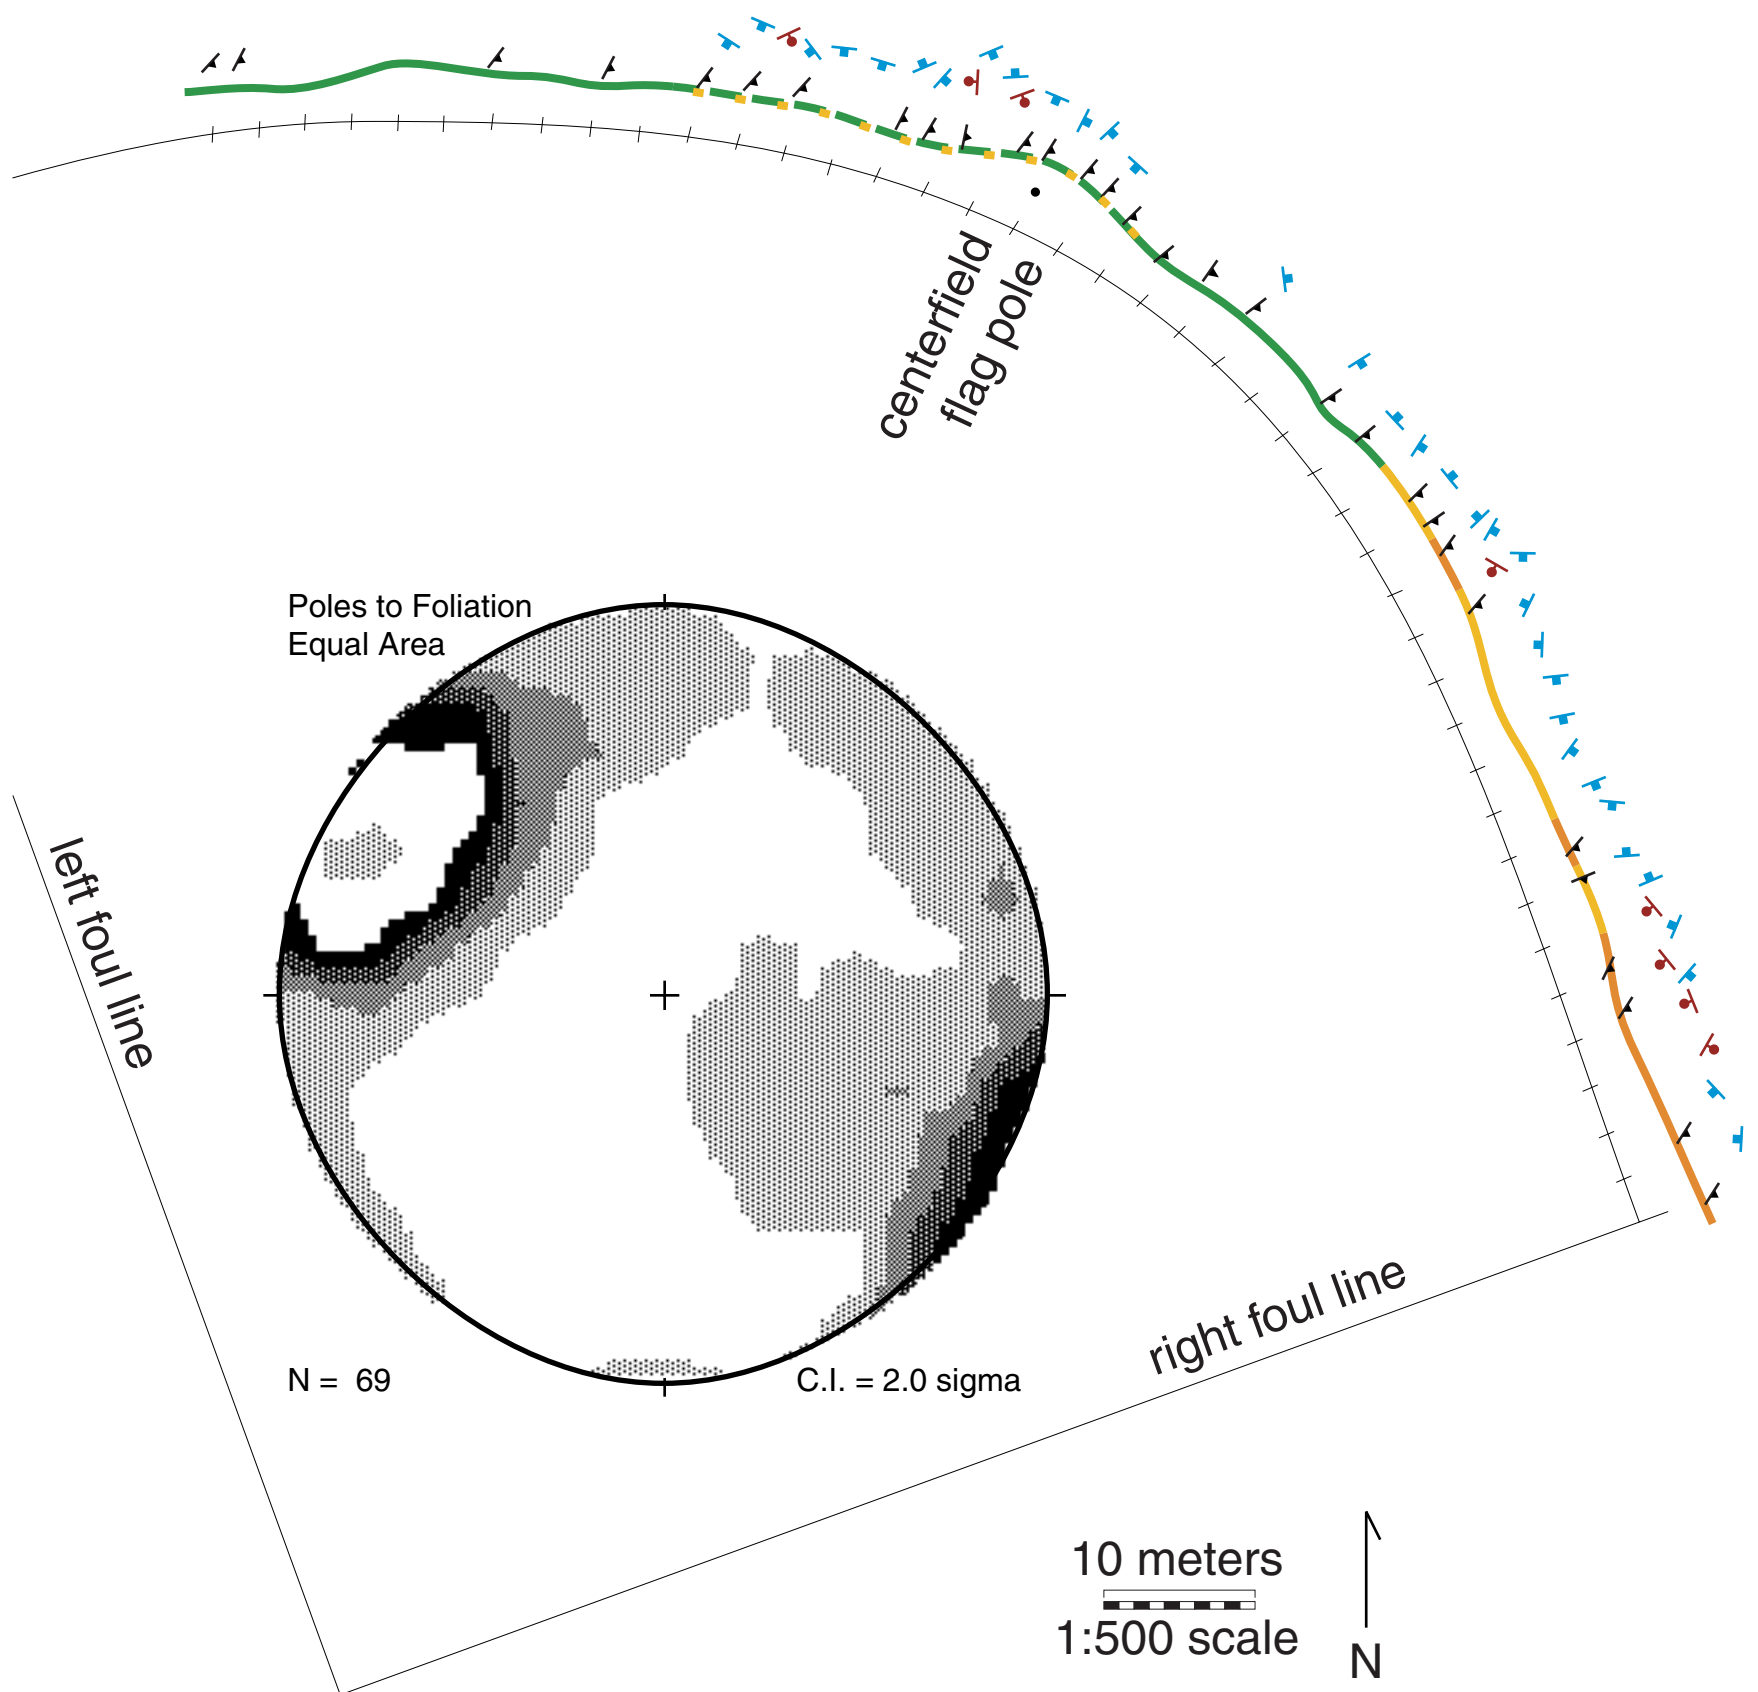 centerfield
flag pole
Poles to Foliation
Equal Area
left foul line
right foul line
N = 69
C.I. = 2.0 sigma
10 meters
1:500 scale
N